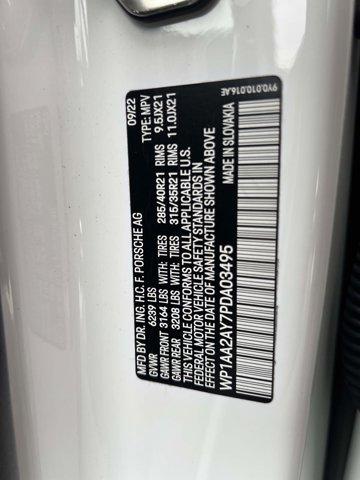 9Y0.010.016.AE
MFD. BY DR. ING. H.C. F. PORSCHE AG 09/22
GVWR 6239 LBS TYPE: MPV
GAWR FRONT 3164 LBS WITH: TIRES 285/40R21 RIMS 9.5JX21
GAWR REAR 3208 LBS WITH: TIRES 315/35R21 RIMS 11.0JX21
THIS VEHICLE CONFORMS TO ALL APPLICABLE U.S.
FEDERAL MOTOR VEHICLE SAFETY STANDARDS IN
EFFECT ON THE DATE OF MANUFACTURE SHOWN ABOVE
WP1AA2AY7PDA03495 MADE IN SLOVAKIA